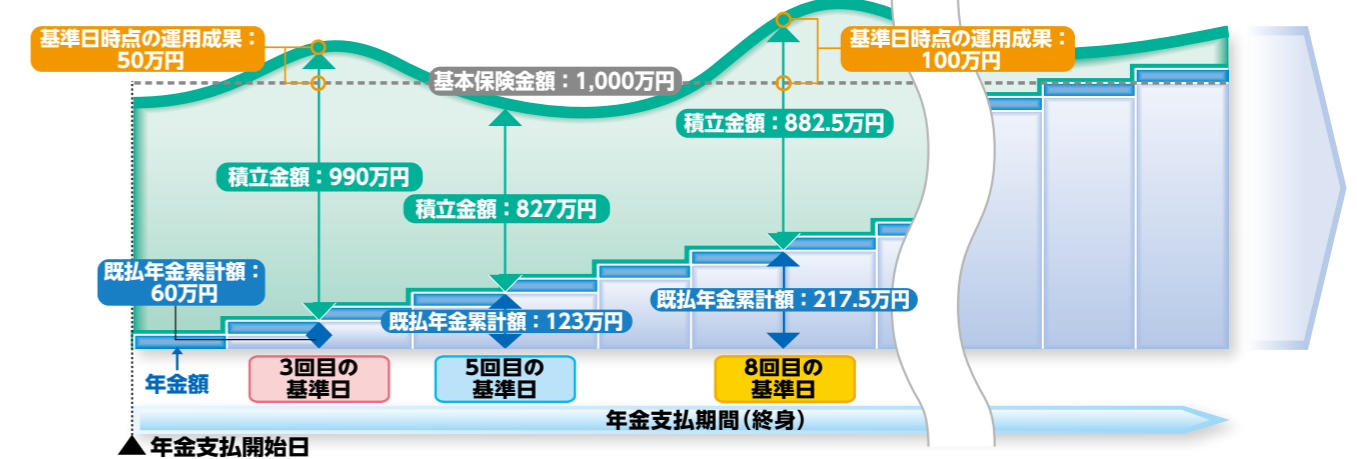 基準日時点の運用成果：
50万円
基準日時点の運用成果：
100万円
基本保険金額：1,000万円
積立金額：882.5万円
積立金額：990万円
積立金額：827万円
既払年金累計額：
60万円
既払年金累計額：217.5万円
既払年金累計額：123万円
年金額
3回目の
基準日
5回目の
基準日
8回目の
基準日
年金支払期間（終身）
▲年金支払開始日